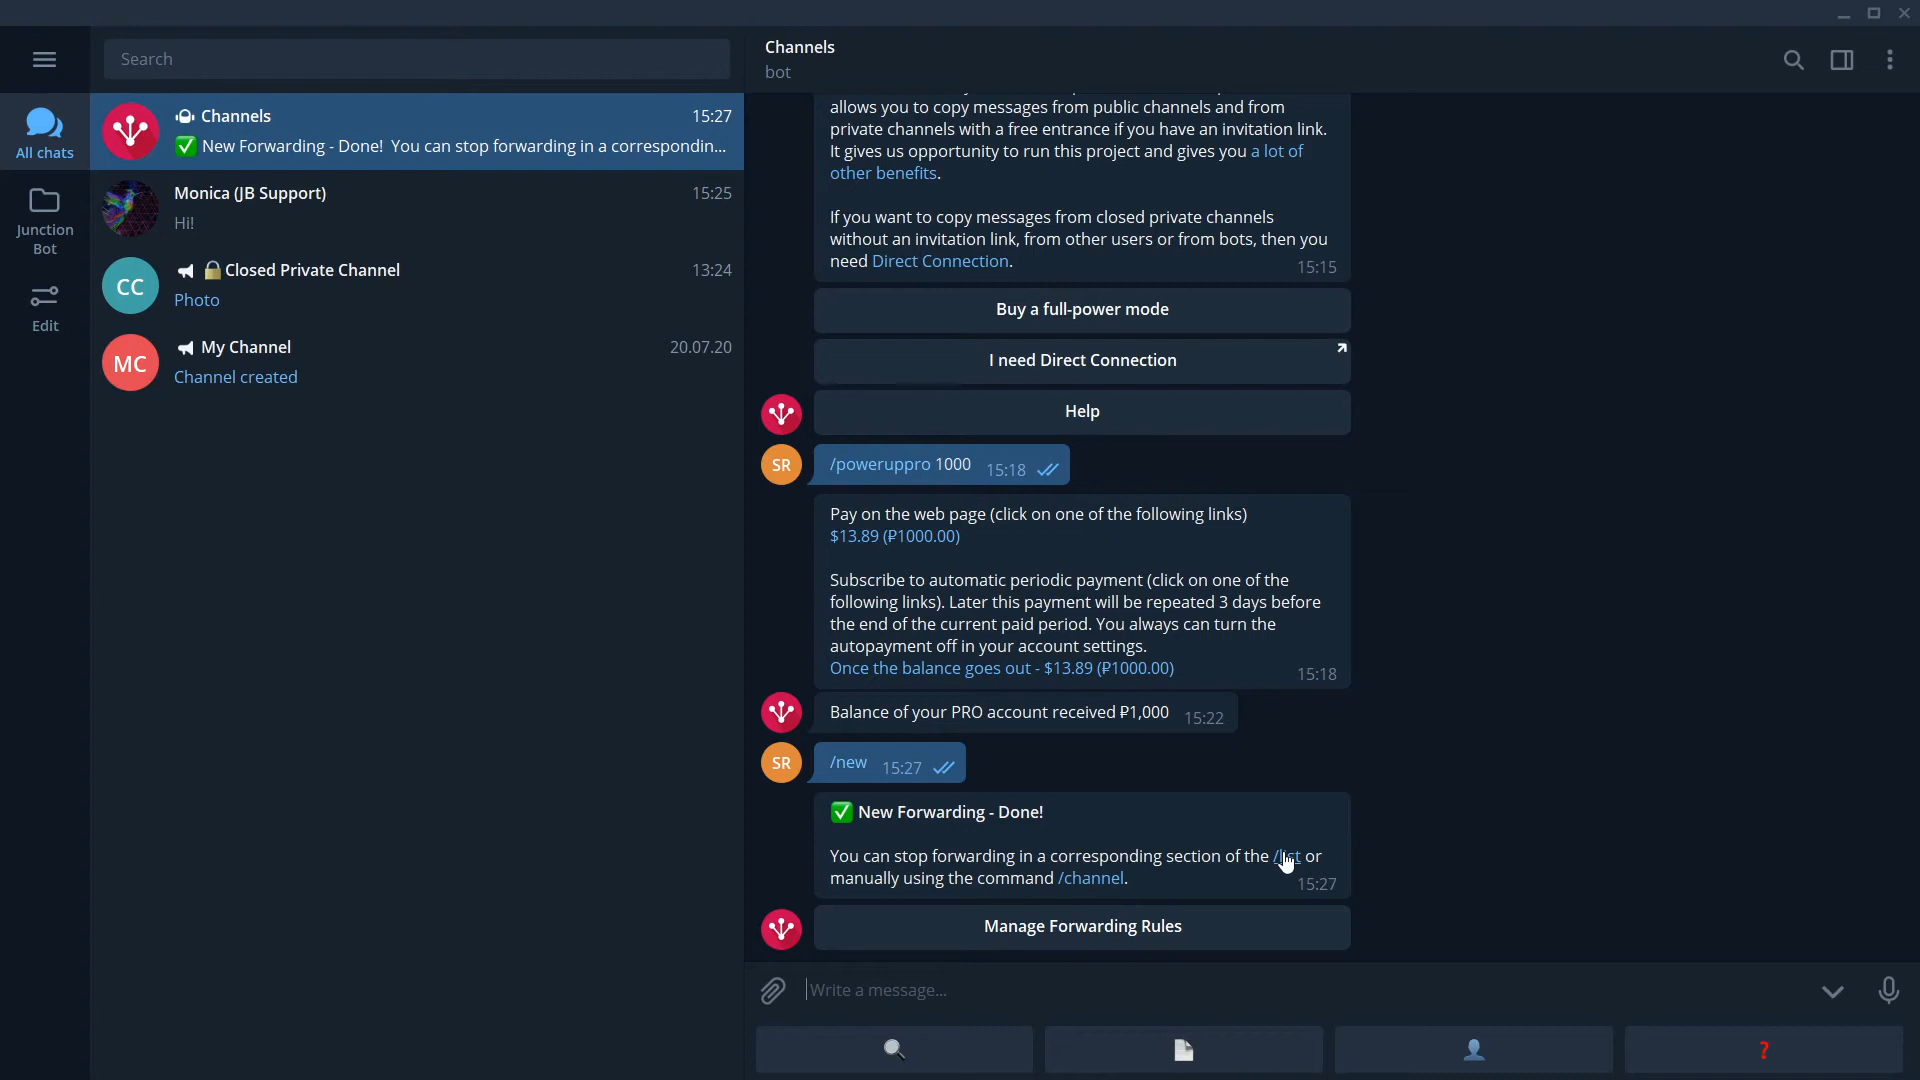 Search
All chats
Junction
Bot
Edit
Channels
15:27
✅ New Forwarding - Done! You can stop forwarding in a correspondin...
Monica (JB Support)
15:25
Hi!
CC
🔒Closed Private Channel
13:24
Photo
MC
My Channel
20.07.20
Channel created
Channels
bot
allows you to copy messages from public channels and from
private channels with a free entrance if you have an invitation link.
It gives us opportunity to run this project and gives you a lot of
other benefits.
If you want to copy messages from closed private channels
without an invitation link, from other users or from bots, then you
need Direct Connection.
15:15
Buy a full-power mode
I need Direct Connection
Help
SR
/poweruppro 1000
15:18
Pay on the web page (click on one of the following links)
$13.89 (₽1000.00)
Subscribe to automatic periodic payment (click on one of the
following links). Later this payment will be repeated 3 days before
the end of the current paid period. You always can turn the
autopayment off in your account settings.
Once the balance goes out - $13.89 (₽1000.00)
15:18
Balance of your PRO account received ₽1,000
15:22
SR
/new
15:27
✅ New Forwarding - Done!
You can stop forwarding in a corresponding section of the /list or
manually using the command /channel.
15:27
Manage Forwarding Rules
Write a message...
❓